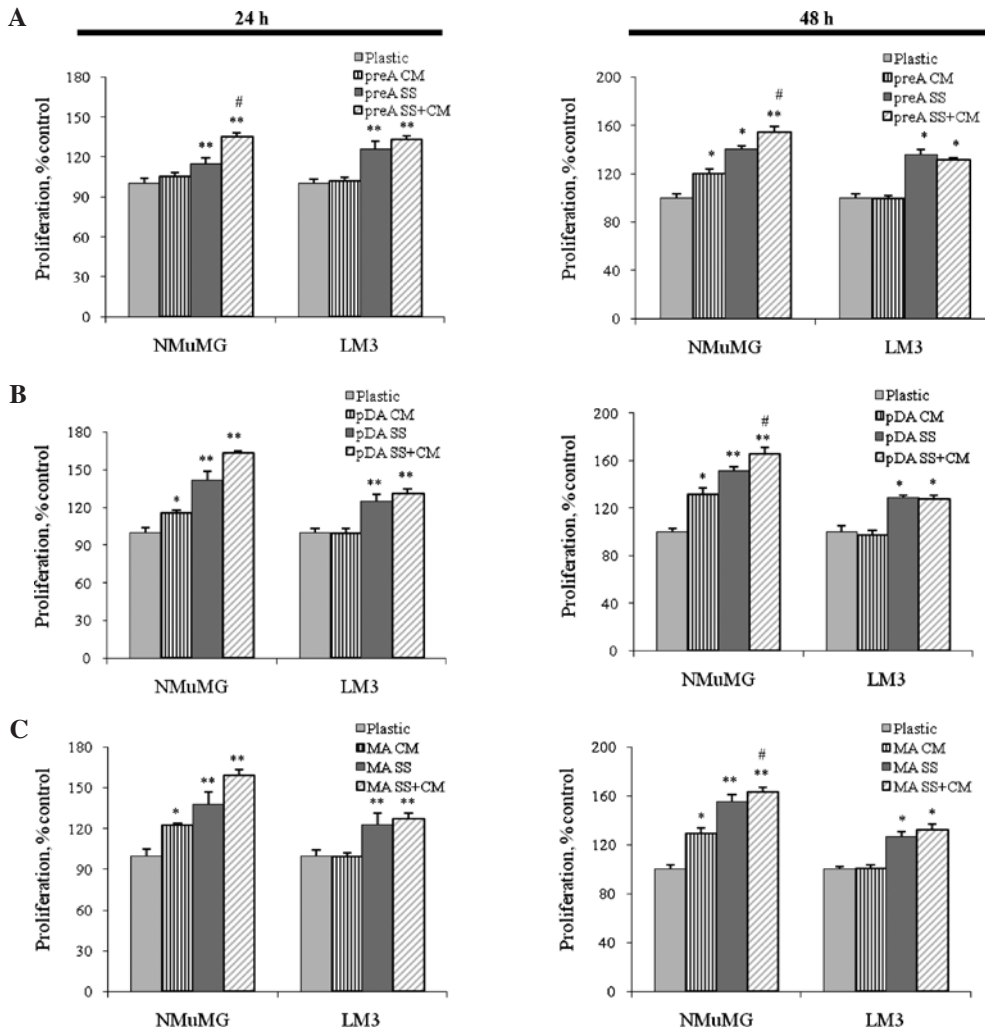 A
24 h
48 h
Plastic
preA CM
preA SS
preA SS+CM
Proliferation, % control
180
150
120
90
60
30
0
**
#
**
**
**
NMuMG
LM3
Plastic
preA CM
preA SS
preA SS+CM
Proliferation, % control
200
160
120
80
40
0
*
*
#
**
*
*
NMuMG
LM3
B
Plastic
pDA CM
pDA SS
pDA SS+CM
Proliferation, % control
180
150
120
90
60
30
0
*
**
**
**
**
NMuMG
LM3
Plastic
pDA CM
pDA SS
pDA SS+CM
Proliferation, % control
200
160
120
80
40
0
*
**
#
**
*
*
NMuMG
LM3
C
Plastic
MA CM
MA SS
MA SS+CM
Proliferation, % control
180
150
120
90
60
30
0
*
**
**
**
**
NMuMG
LM3
Plastic
MA CM
MA SS
MA SS+CM
Proliferation, % control
200
160
120
80
40
0
*
**
#
**
*
*
NMuMG
LM3